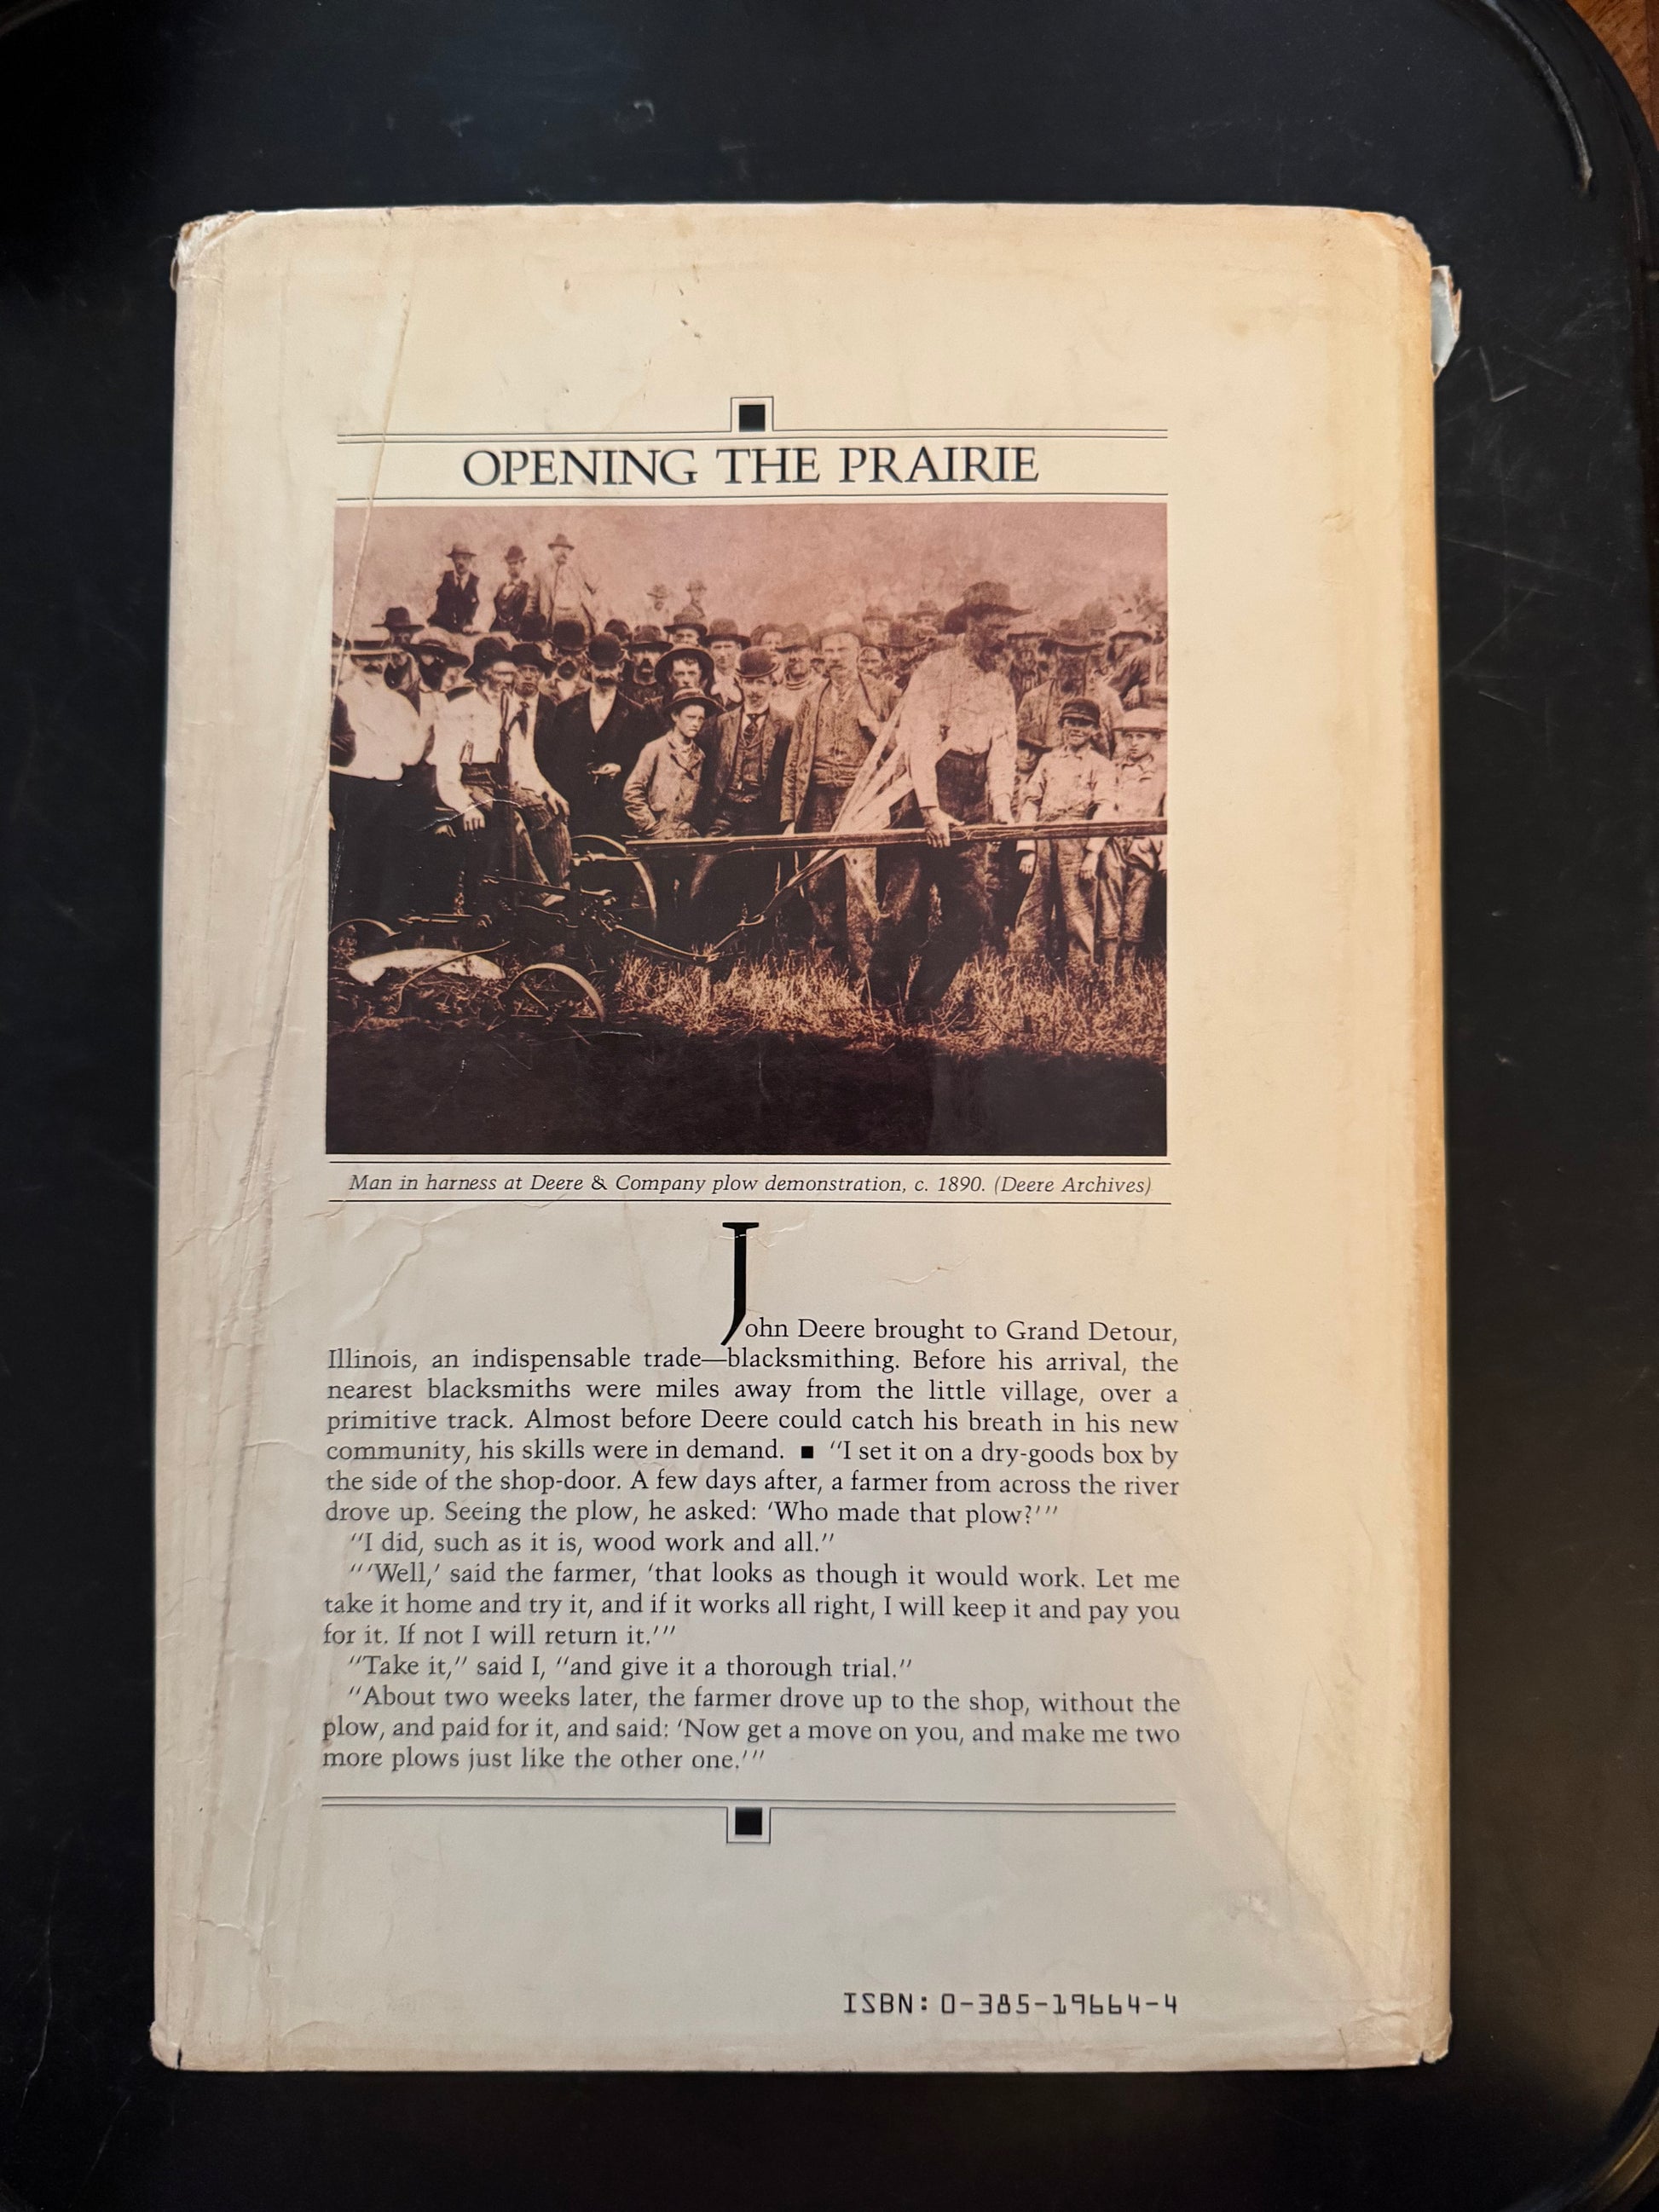 OPENING THE PRAIRIE
Man in harness at Deere & Company plow demonstration, c. 1890. (Deere Archives)
John Deere brought to Grand Detour,
Illinois, an indispensable trade—blacksmithing. Before his arrival, the
nearest blacksmiths were miles away from the little village, over a
primitive track. Almost before Deere could catch his breath in his new
community, his skills were in demand. ■ “I set it on a dry-goods box by
the side of the shop-door. A few days after, a farmer from across the river
drove up. Seeing the plow, he asked: ‘Who made that plow?’”
“I did, such as it is, wood work and all.”
“‘Well,’ said the farmer, ‘that looks as though it would work. Let me
take it home and try it, and if it works all right, I will keep it and pay you
for it. If not I will return it.’”
“Take it,” said I, “and give it a thorough trial.”
“About two weeks later, the farmer drove up to the shop, without the
plow, and paid for it, and said: ‘Now get a move on you, and make me two
more plows just like the other one.’”
ISBN: 0-385-19664-4